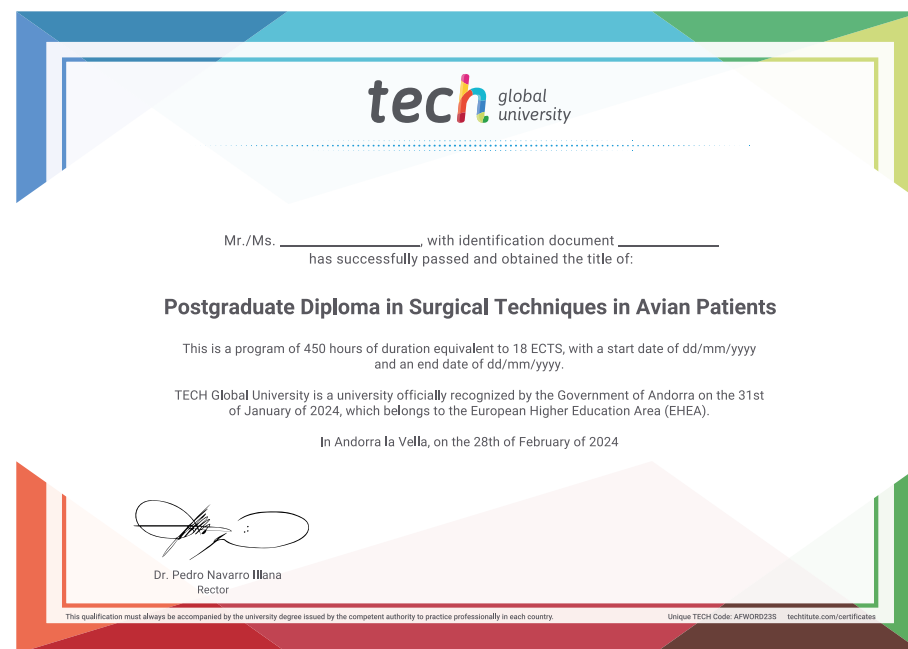 tech global
university
Mr./Ms. ____________________, with identification document ______________
has successfully passed and obtained the title of:
Postgraduate Diploma in Surgical Techniques in Avian Patients
This is a program of 450 hours of duration equivalent to 18 ECTS, with a start date of dd/mm/yyyy
and an end date of dd/mm/yyyy.
TECH Global University is a university officially recognized by the Government of Andorra on the 31st
of January of 2024, which belongs to the European Higher Education Area (EHEA).
In Andorra la Vella, on the 28th of February of 2024
Dr. Pedro Navarro Illana
Rector
This qualification must always be accompanied by the university degree issued by the competent authority to practice professionally in each country.
Unique TECH Code: AFWORD23S techtitute.com/certificates